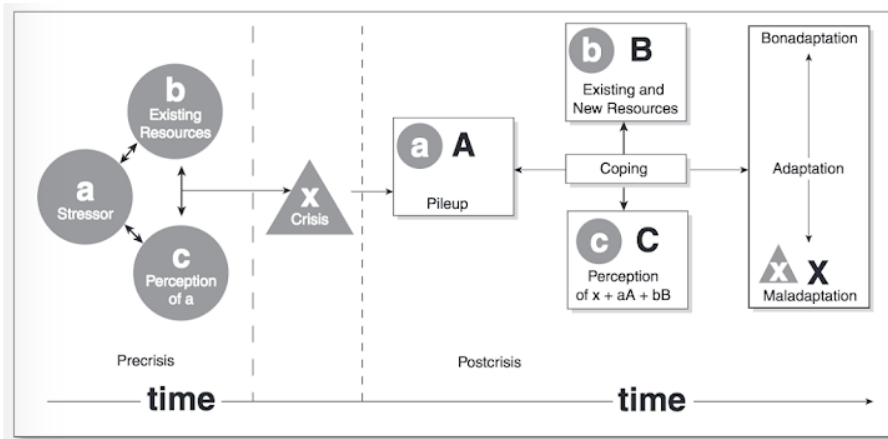 b
Existing
Resources
a
Stressor
c
Perception
of a
x
Crisis
a A
Pileup
b B
Existing and
New Resources
Coping
c C
Perception
of x + aA + bB
Bonadaptation
Adaptation
x X
Maladaptation
Precrisis
Postcrisis
time
time